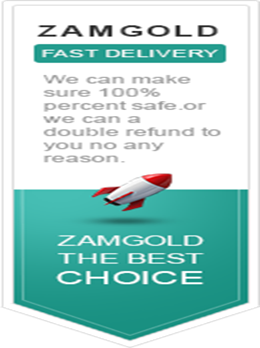 ZAMGOLD
FAST DELIVERY
We can make
sure 100%
percent safe.or
we can a
double refund to
you no any
reason.
ZAMGOLD
THE BEST
CHOICE